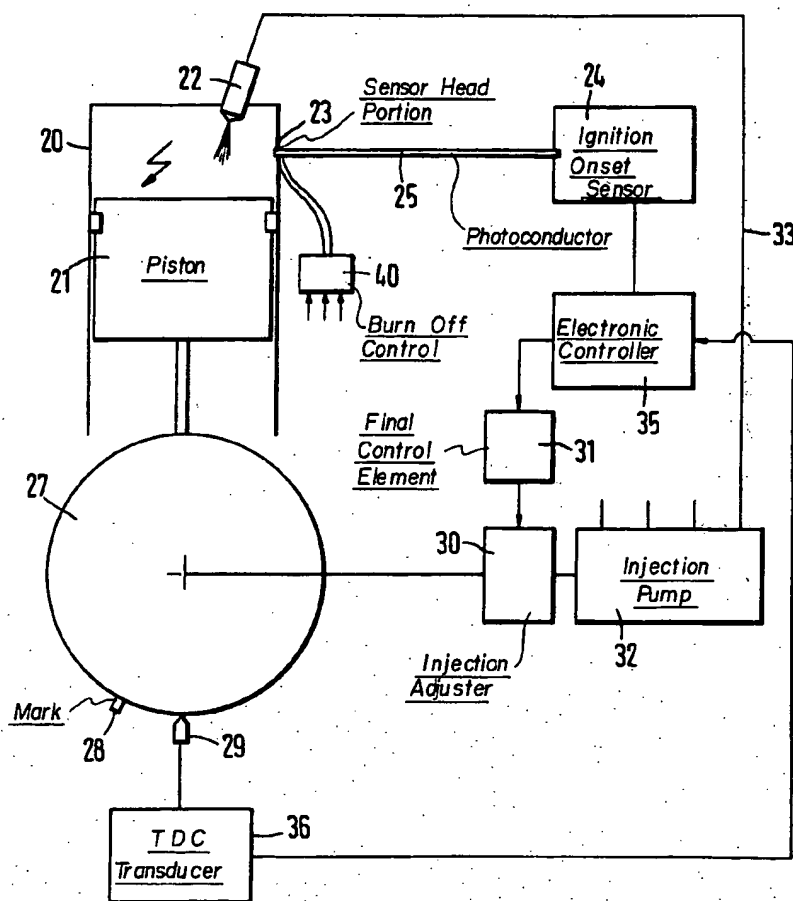 22
20
23
Sensor Head
Portion
24
Ignition
Onset
Sensor
25
Photoconductor
33
21
Piston
40
Burn Off
Control
Electronic
Controller
35
Final
Control
Element
31
27
30
Injection
Pump
32
Injection
Adjuster
Mark
28
29
36
TDC
Transducer